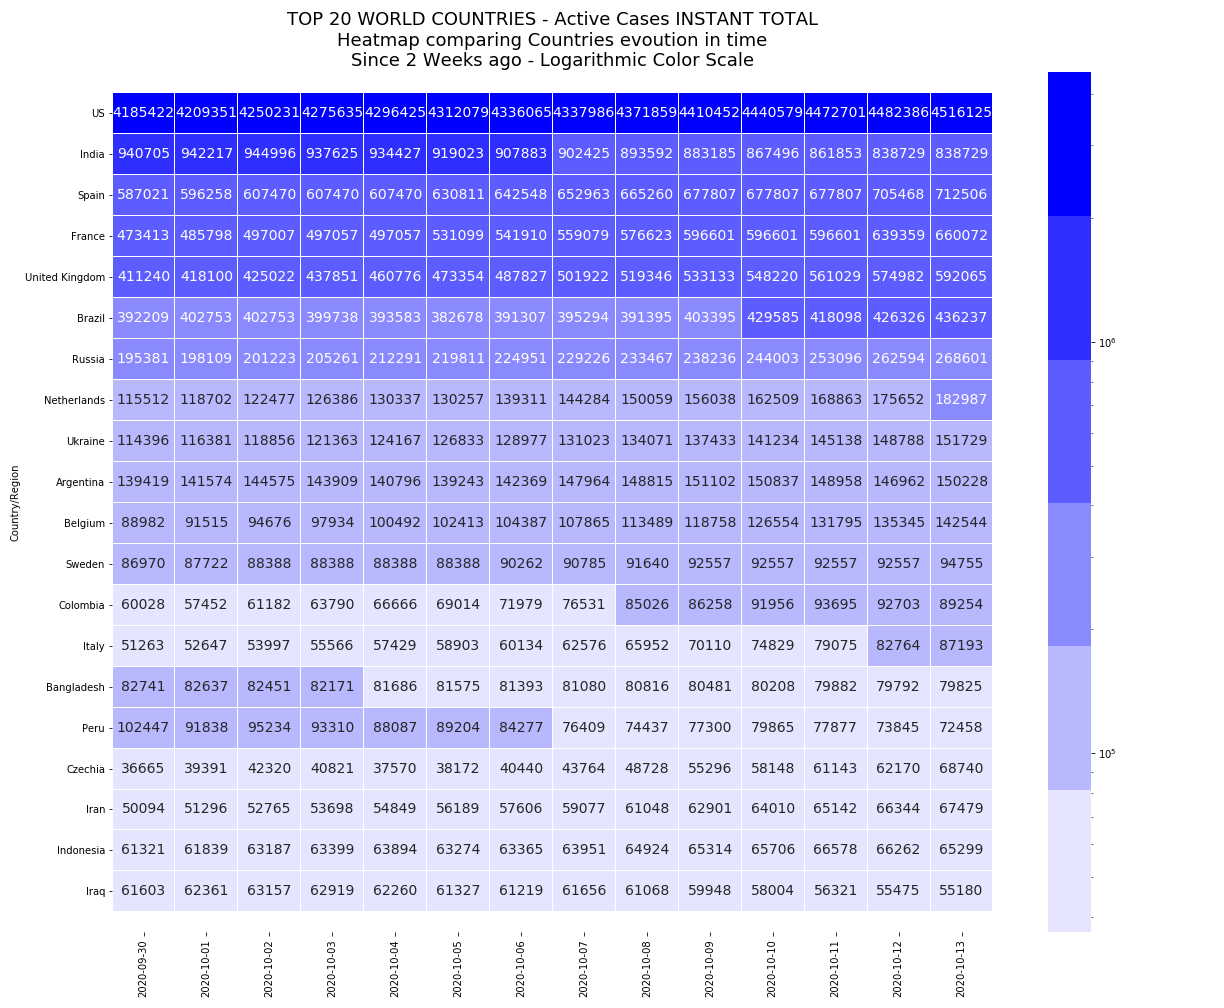 TOP 20 WORLD COUNTRIES - Active Cases INSTANT TOTAL
Heatmap comparing Countries evoution in time
Since 2 Weeks ago - Logarithmic Color Scale
US 4185422 4209351 4250231 4275635 4296425 4312079 4336065 4337986 4371859 4410452 4440579 4472701 4482386 4516125
India 940705 942217 944996 937625 934427 919023 907883 902425 893592 883185 867496 861853 838729 838729
Spain 587021 596258 607470 607470 607470 630811 642548 652963 665260 677807 677807 677807 705468 712506
France 473413 485798 497007 497057 497057 531099 541910 559079 576623 596601 596601 596601 639359 660072
United Kingdom 411240 418100 425022 437851 460776 473354 487827 501922 519346 533133 548220 561029 574982 592065
Brazil 392209 402753 402753 399738 393583 382678 391307 395294 391395 403395 429585 418098 426326 436237
Russia 195381 198109 201223 205261 212291 219811 224951 229226 233467 238236 244003 253096 262594 268601
Netherlands 115512 118702 122477 126386 130337 130257 139311 144284 150059 156038 162509 168863 175652 182987
Ukraine 114396 116381 118856 121363 124167 126833 128977 131023 134071 137433 141234 145138 148788 151729
Argentina 139419 141574 144575 143909 140796 139243 142369 147964 148815 151102 150837 148958 146962 150228
Belgium 88982 91515 94676 97934 100492 102413 104387 107865 113489 118758 126554 131795 135345 142544
Sweden 86970 87722 88388 88388 88388 88388 90262 90785 91640 92557 92557 92557 92557 94755
Colombia 60028 57452 61182 63790 66666 69014 71979 76531 85026 86258 91956 93695 92703 89254
Italy 51263 52647 53997 55566 57429 58903 60134 62576 65952 70110 74829 79075 82764 87193
Bangladesh 82741 82637 82451 82171 81686 81575 81393 81080 80816 80481 80208 79882 79792 79825
Peru 102447 91838 95234 93310 88087 89204 84277 76409 74437 77300 79865 77877 73845 72458
Czechia 36665 39391 42320 40821 37570 38172 40440 43764 48728 55296 58148 61143 62170 68740
Iran 50094 51296 52765 53698 54849 56189 57606 59077 61048 62901 64010 65142 66344 67479
Indonesia 61321 61839 63187 63399 63894 63274 63365 63951 64924 65314 65706 66578 66262 65299
Iraq 61603 62361 63157 62919 62260 61327 61219 61656 61068 59948 58004 56321 55475 55180
Country/Region
2020-09-30 2020-10-01 2020-10-02 2020-10-03 2020-10-04 2020-10-05 2020-10-06 2020-10-07 2020-10-08 2020-10-09 2020-10-10 2020-10-11 2020-10-12 2020-10-13
10⁶
10⁵